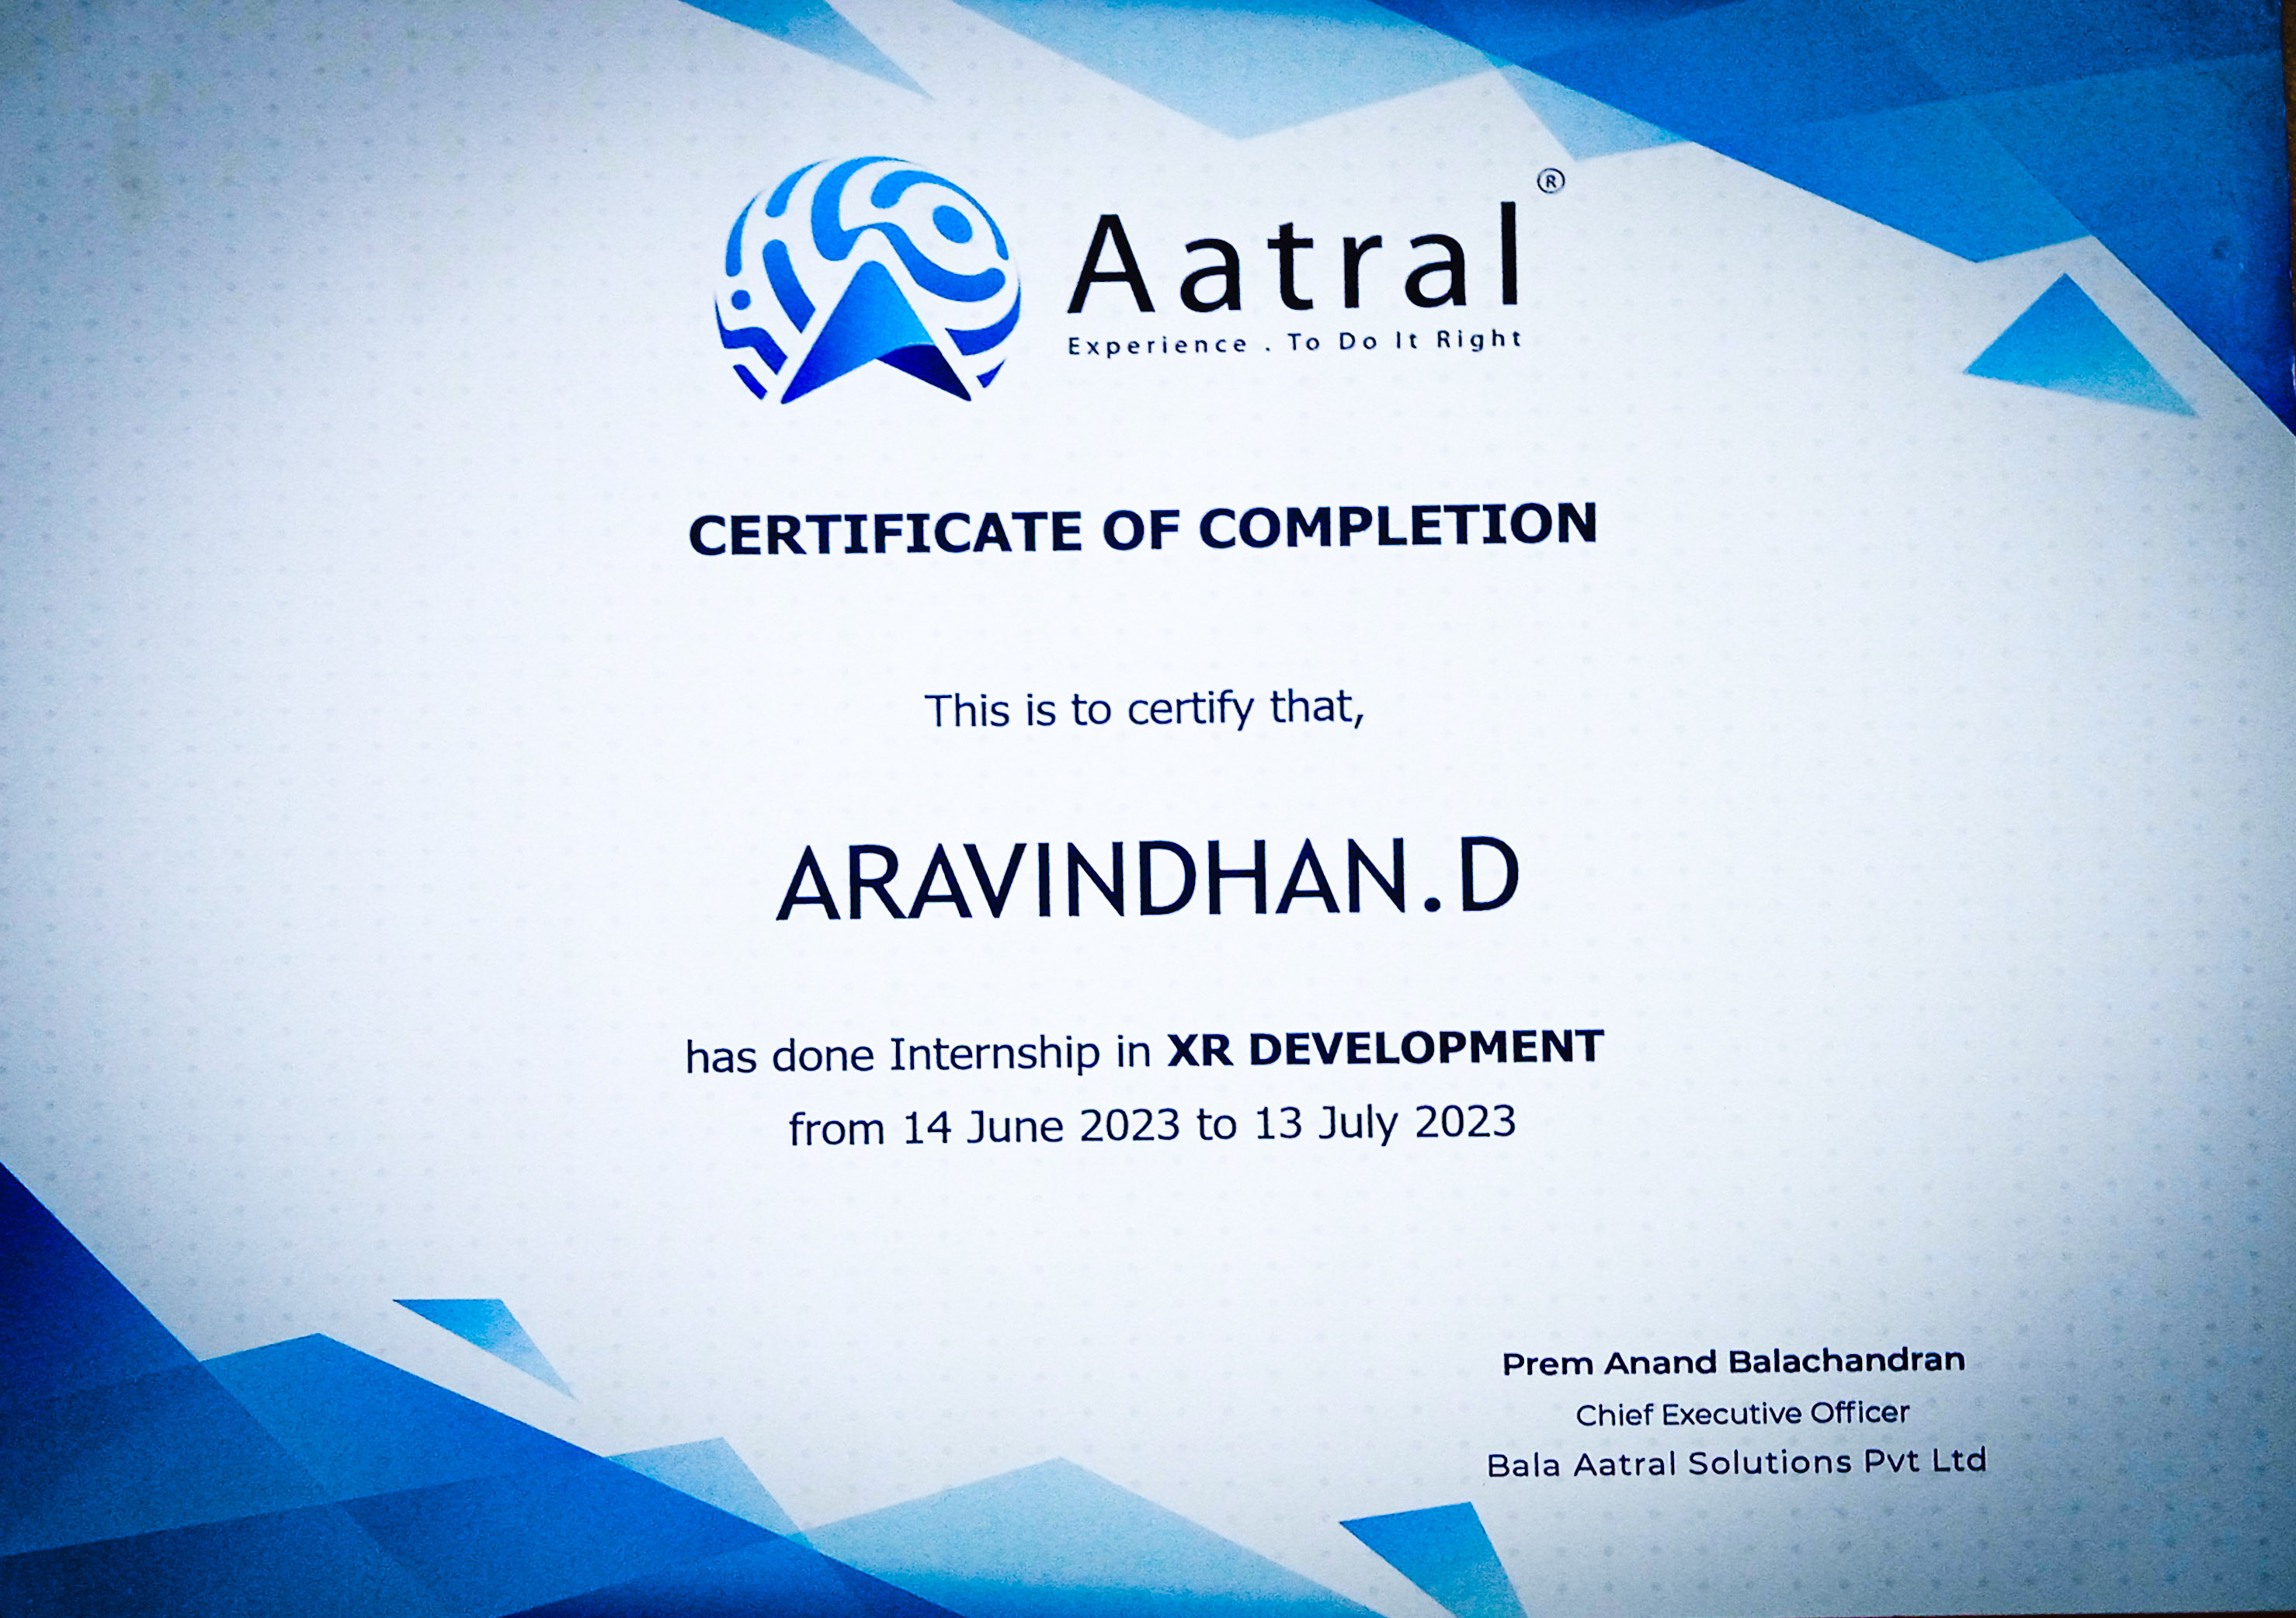 Aatral®
Experience . To Do It Right
CERTIFICATE OF COMPLETION
This is to certify that,
ARAVINDHAN.D
has done Internship in XR DEVELOPMENT
from 14 June 2023 to 13 July 2023
Prem Anand Balachandran
Chief Executive Officer
Bala Aatral Solutions Pvt Ltd